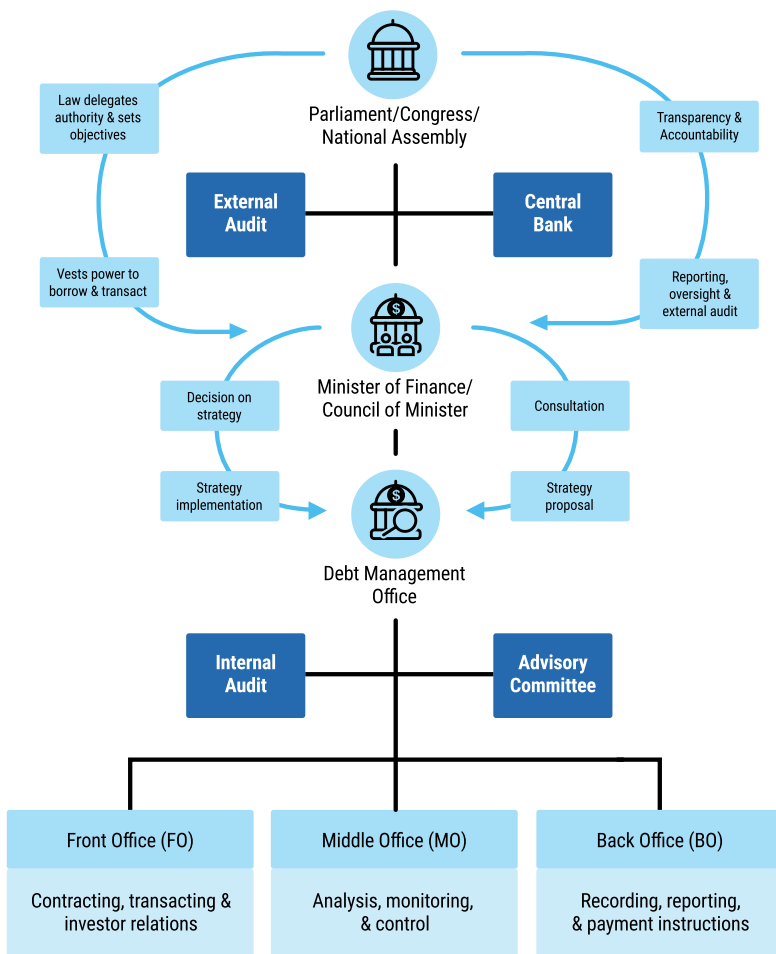 Parliament/Congress/
National Assembly
Law delegates
authority & sets
objectives
Transparency &
Accountability
External
Audit
Central
Bank
Vests power to
borrow & transact
Reporting,
oversight &
external audit
$
Minister of Finance/
Council of Minister
Decision on
strategy
Consultation
Strategy
implementation
Strategy
proposal
$
Debt Management
Office
Internal
Audit
Advisory
Committee
Front Office (FO)
Contracting, transacting &
investor relations
Middle Office (MO)
Analysis, monitoring,
& control
Back Office (BO)
Recording, reporting,
& payment instructions